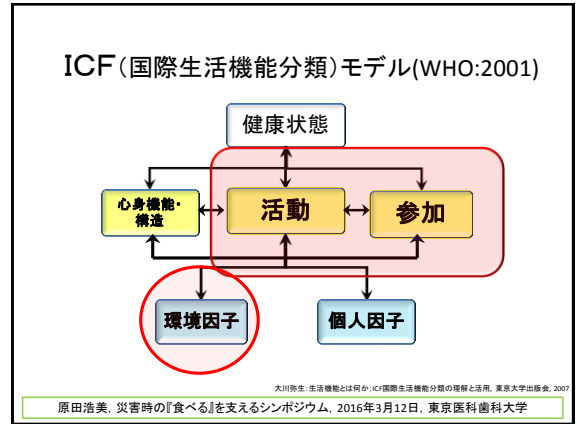 ICF(国際生活機能分類)モデル(WHO:2001)
健康状態
心身機能・
構造
活動
参加
環境因子
個人因子
大川弥生:生活機能とは何か:ICF国際生活機能分類の理解と活用, 東京大学出版会, 2007
原田浩美, 災害時の『食べる』を支えるシンポジウム, 2016年3月12日, 東京医科歯科大学